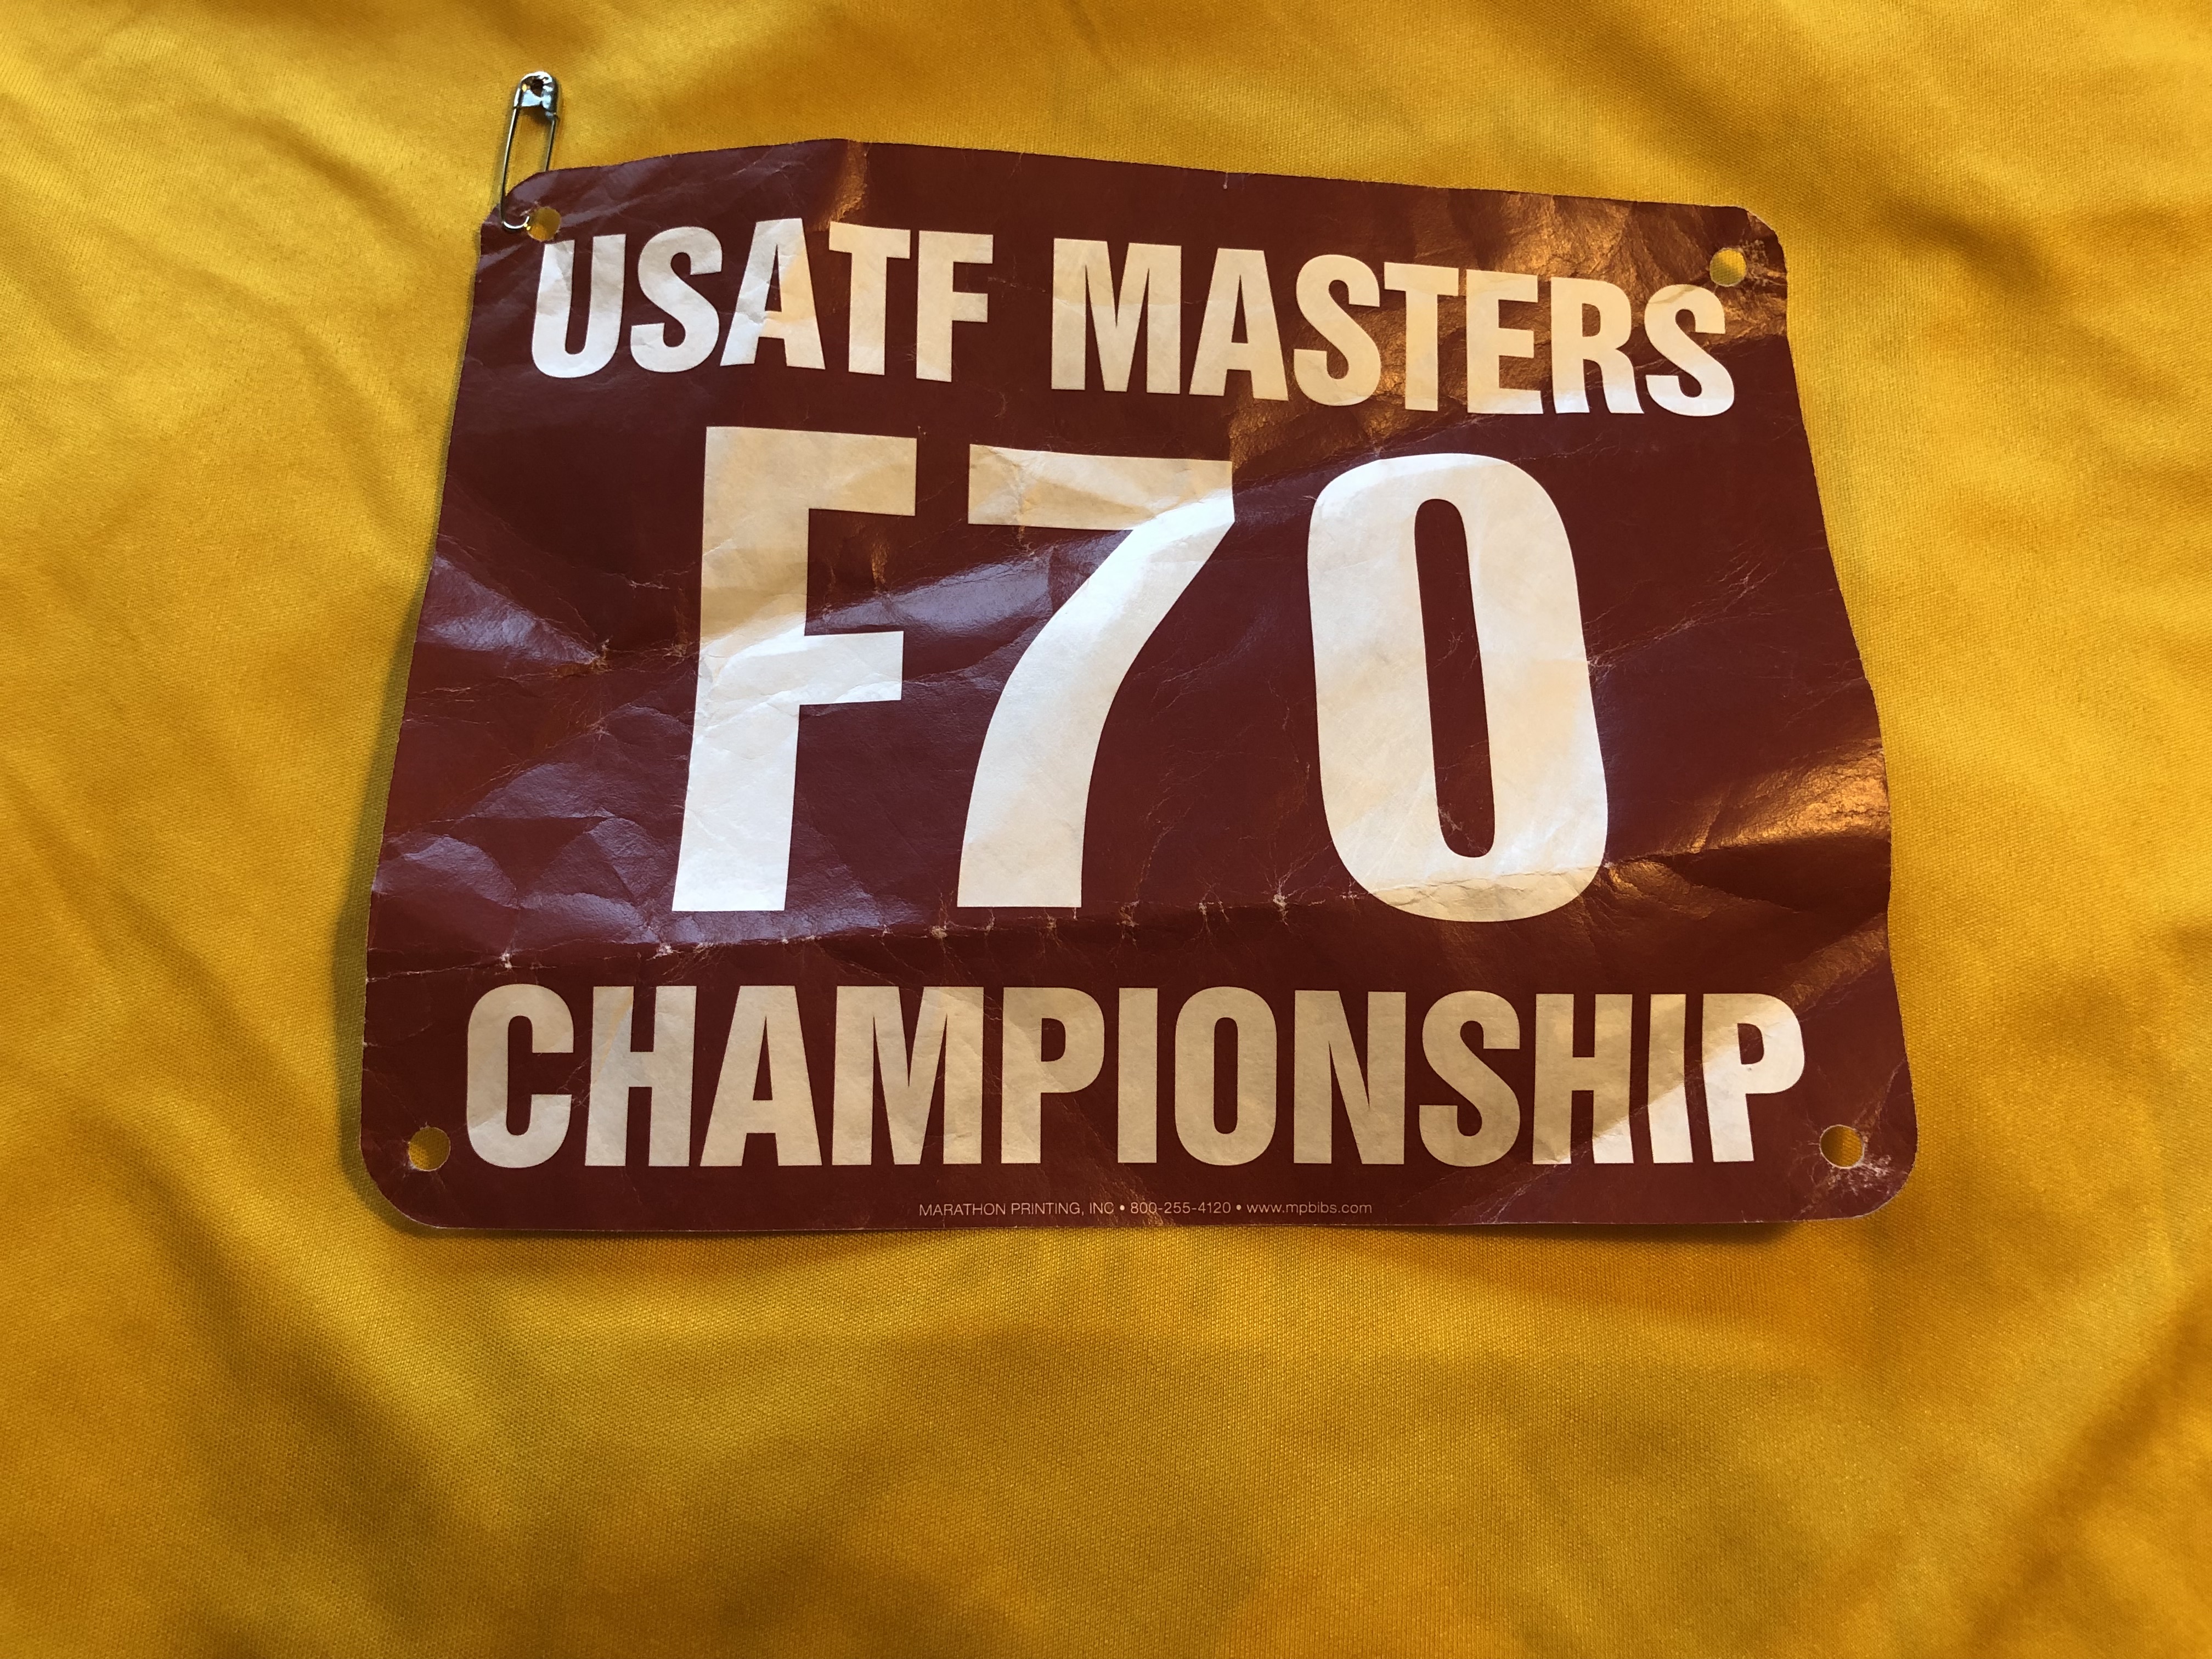 USATF MASTERS
F70
CHAMPIONSHIP
MARATHON PRINTING, INC • 800-255-4120 • www.mpbibs.com